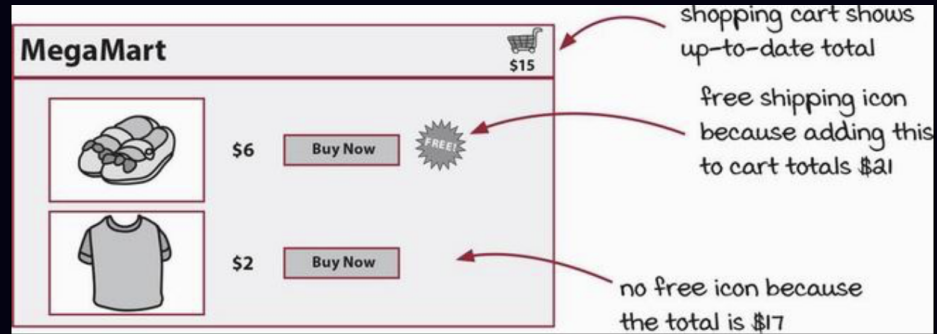 MegaMart
$15
shopping cart shows
up-to-date total
$6
Buy Now
FREE!
free shipping icon
because adding this
to cart totals $21
$2
Buy Now
no free icon because
the total is $17